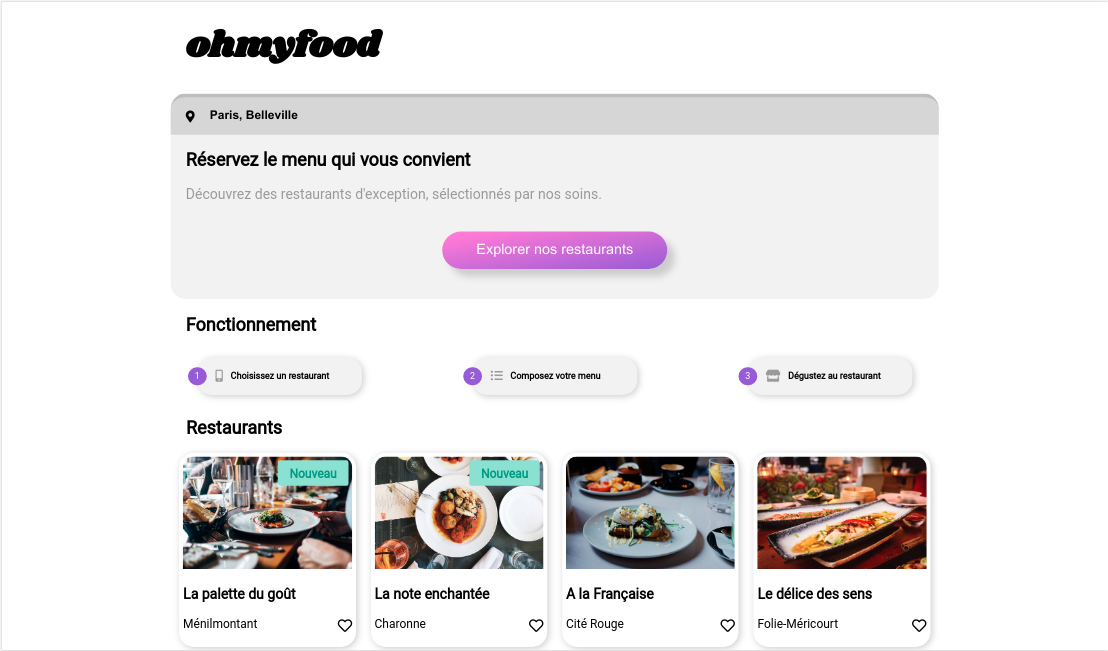 ohmyfood
Paris, Belleville
Réservez le menu qui vous convient
Découvrez des restaurants d'exception, sélectionnés par nos soins.
Explorer nos restaurants
Fonctionnement
1 Choisissez un restaurant
2 Composez votre menu
3 Dégustez au restaurant
Restaurants
Nouveau
Nouveau
La palette du goût
La note enchantée
A la Française
Le délice des sens
Ménilmontant
Charonne
Cité Rouge
Folie-Méricourt